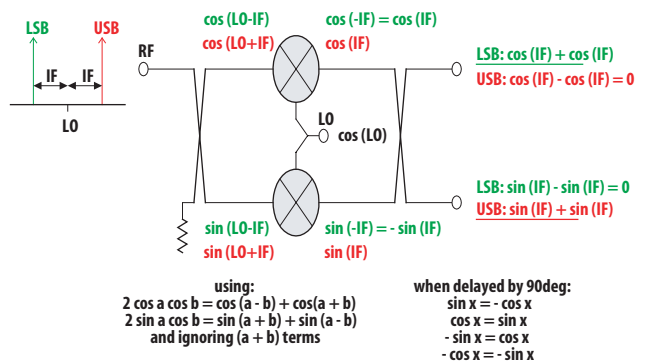 LSB
USB
IF
IF
LO
RF
cos (LO-IF)
cos (LO+IF)
cos (-IF) = cos (IF)
cos (IF)
LSB: cos (IF) + cos (IF)
USB: cos (IF) - cos (IF) = 0
LO
cos (LO)
LSB: sin (IF) - sin (IF) = 0
USB: sin (IF) + sin (IF)
sin (LO-IF)
sin (LO+IF)
sin (-IF) = - sin (IF)
sin (IF)
using:
2 cos a cos b = cos (a - b) + cos(a + b)
2 sin a cos b = sin (a + b) + sin (a - b)
and ignoring (a + b) terms
when delayed by 90deg:
sin x = - cos x
cos x = sin x
- sin x = cos x
- cos x = - sin x